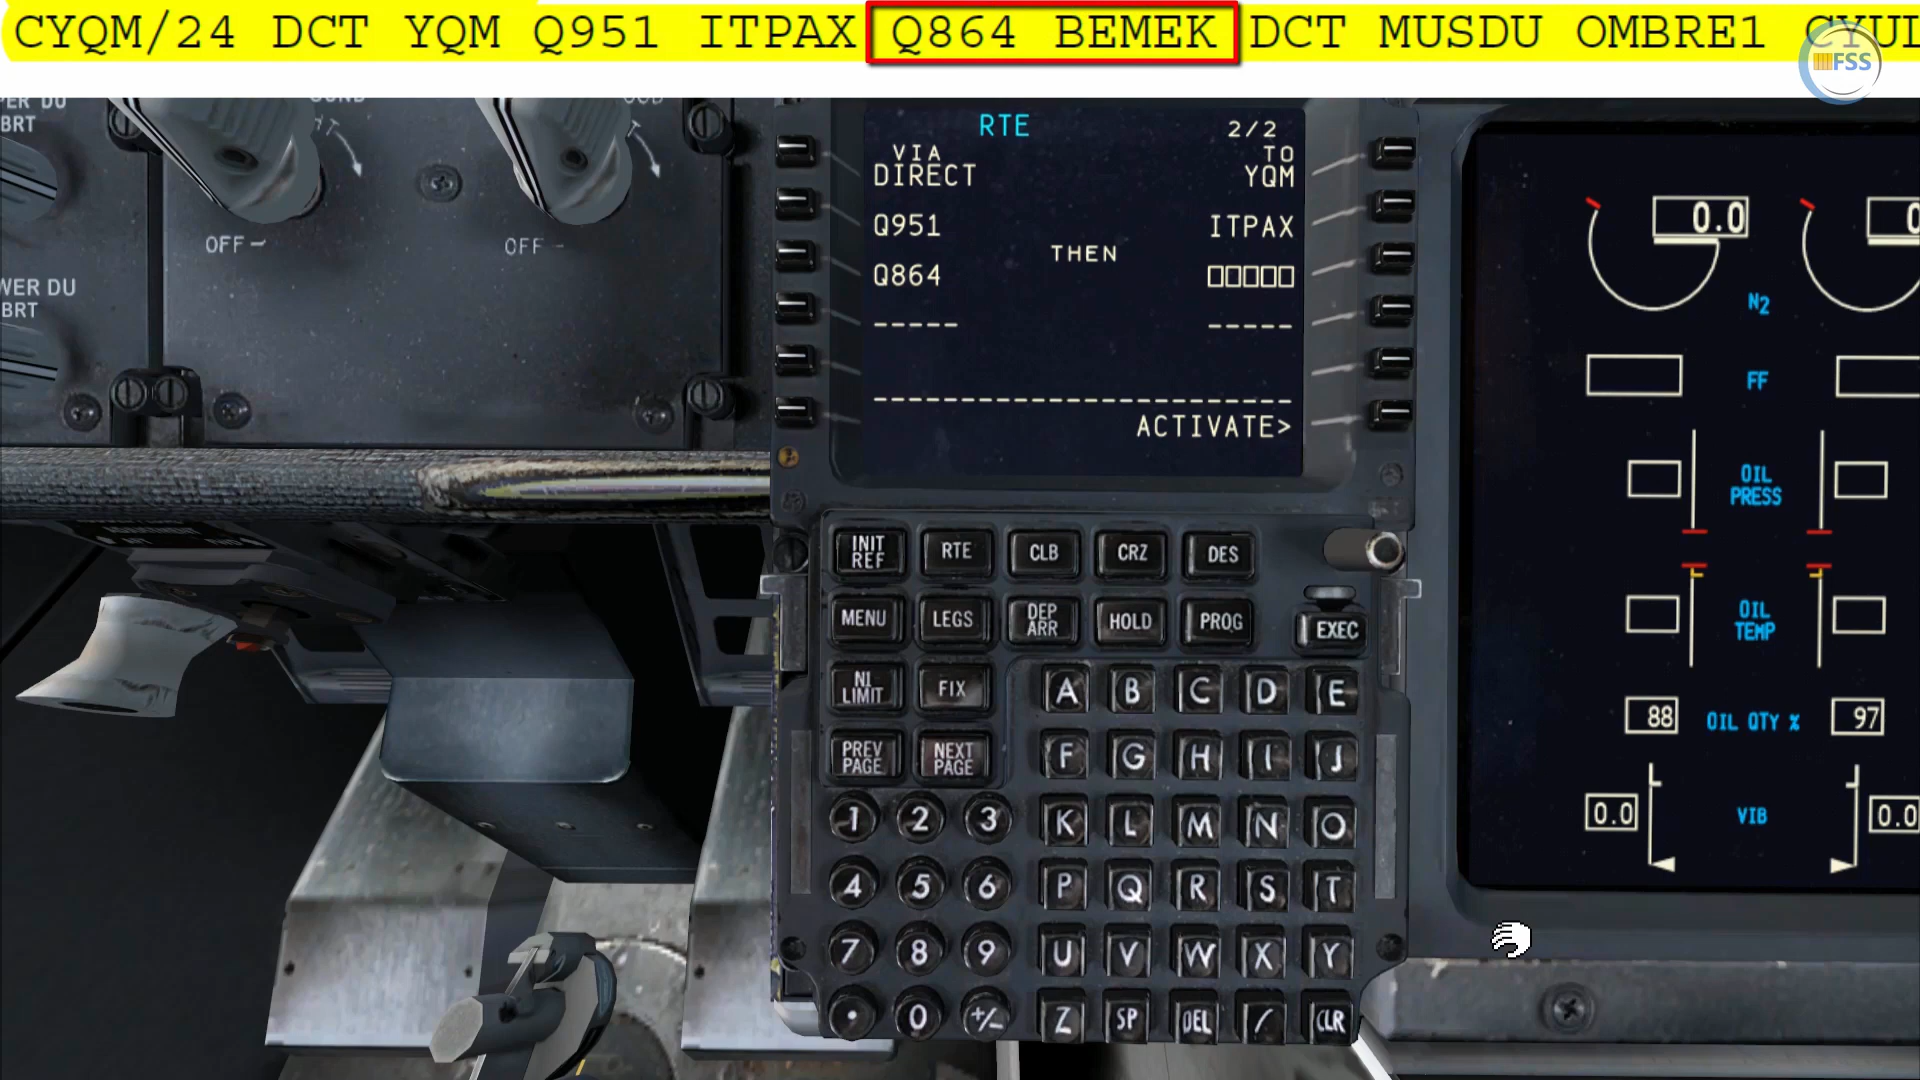 CYQM/24 DCT YQM Q951 ITPAX Q864 BEMEK DCT MUSDU OMBRE1 CYUL
FSS
BRT
OFF
OFF
BRT
RTE 2/2
VIA TO
DIRECT YQM
Q951 ITPAX
THEN
Q864 □□□□□
----- -----
ACTIVATE>
0.0
N2
FF
OIL
PRESS
OIL
TEMP
88 OIL QTY % 97
0.0 VIB 0.0
INIT
REF
RTE
CLB
CRZ
DES
MENU
LEGS
DEP
ARR
HOLD
PROG
EXEC
N1
LIMIT
FIX
PREV
PAGE
NEXT
PAGE
A B C D E
F G H I J
1 2 3 K L M N O
4 5 6 P Q R S T
7 8 9 U V W X Y
. 0 +/- Z SP DEL / CLR